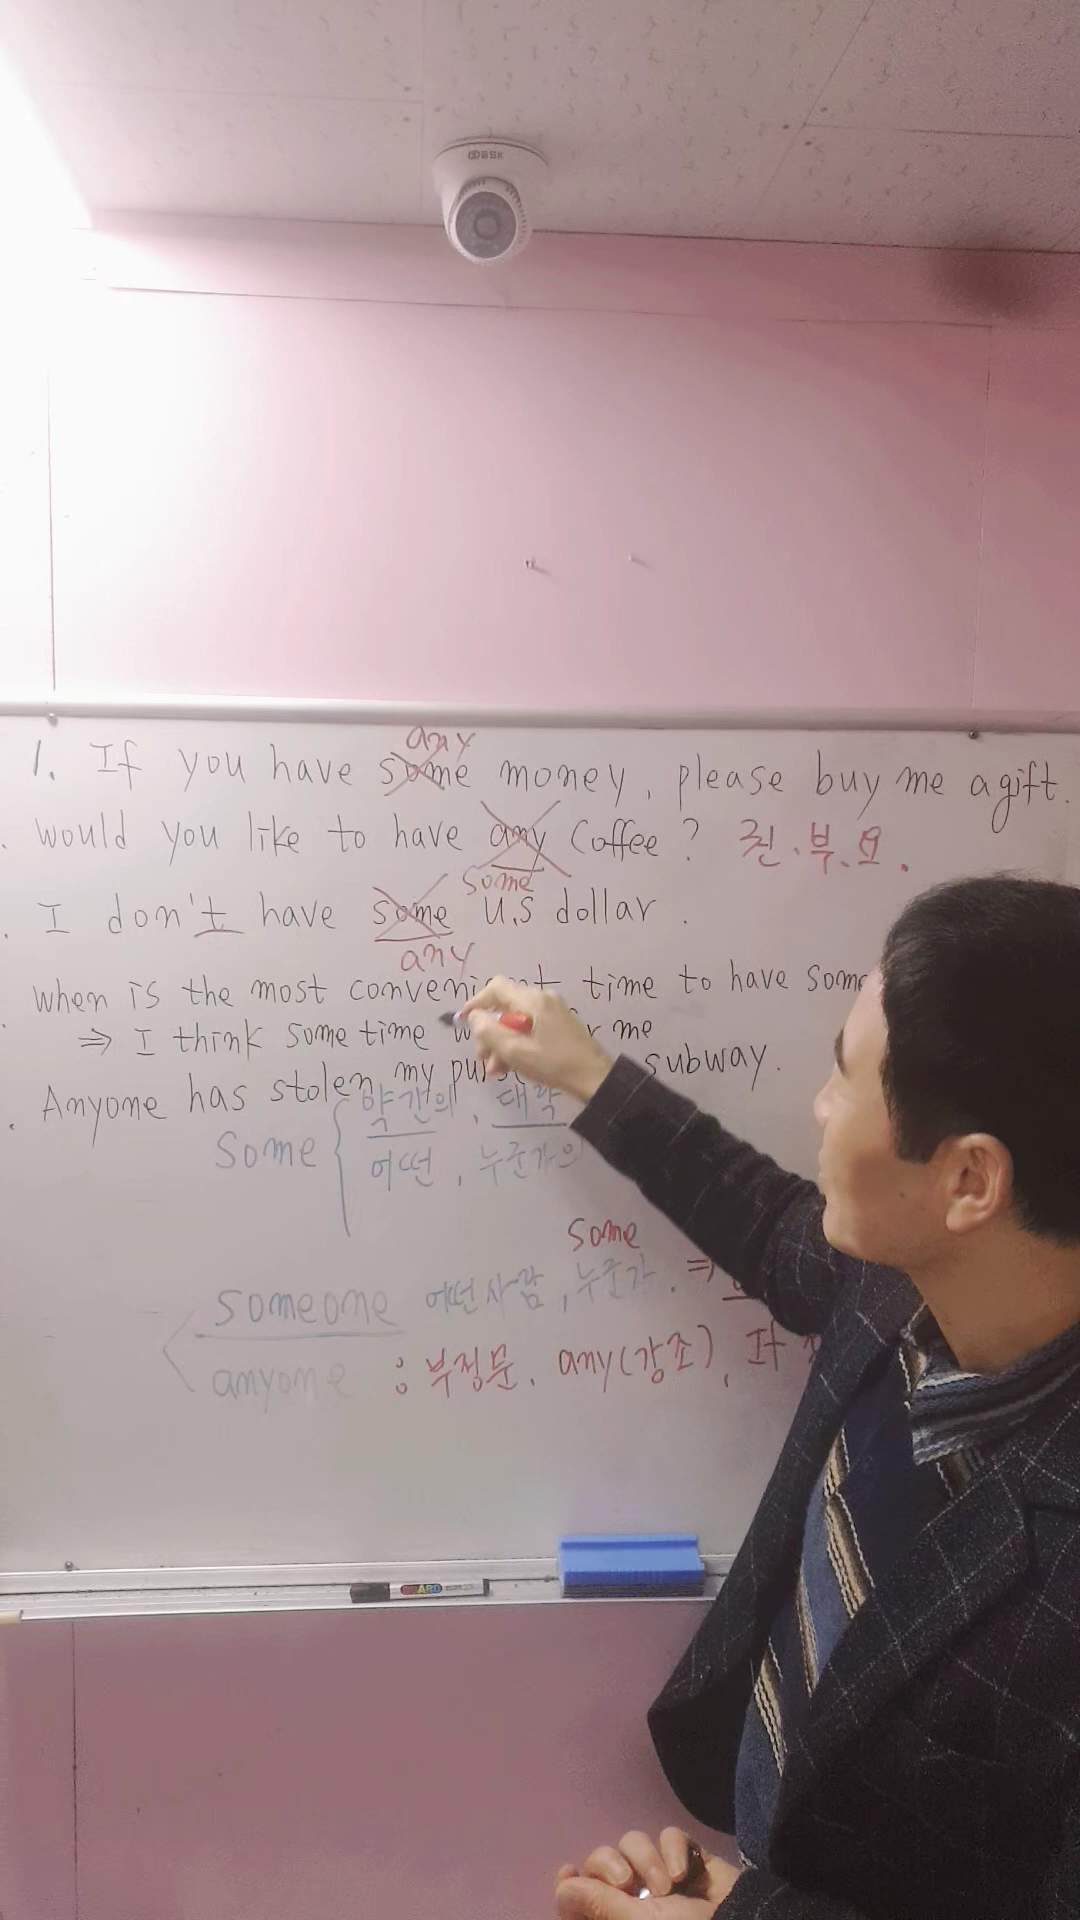 BSK
any
1. If you have some money, please buy me a gift.
would you like to have any Coffee? 권.부.요.
some
I don't have some U.S dollar.
any
when is the most convenient time to have some
⇒ I think some time me
Anyone has stolen my subway.
약간의, 대략
Some
어떤, 누군가의
some
someone 어떤 사람, 누군가. ⇒
anyone : 부정문. any(강조), If